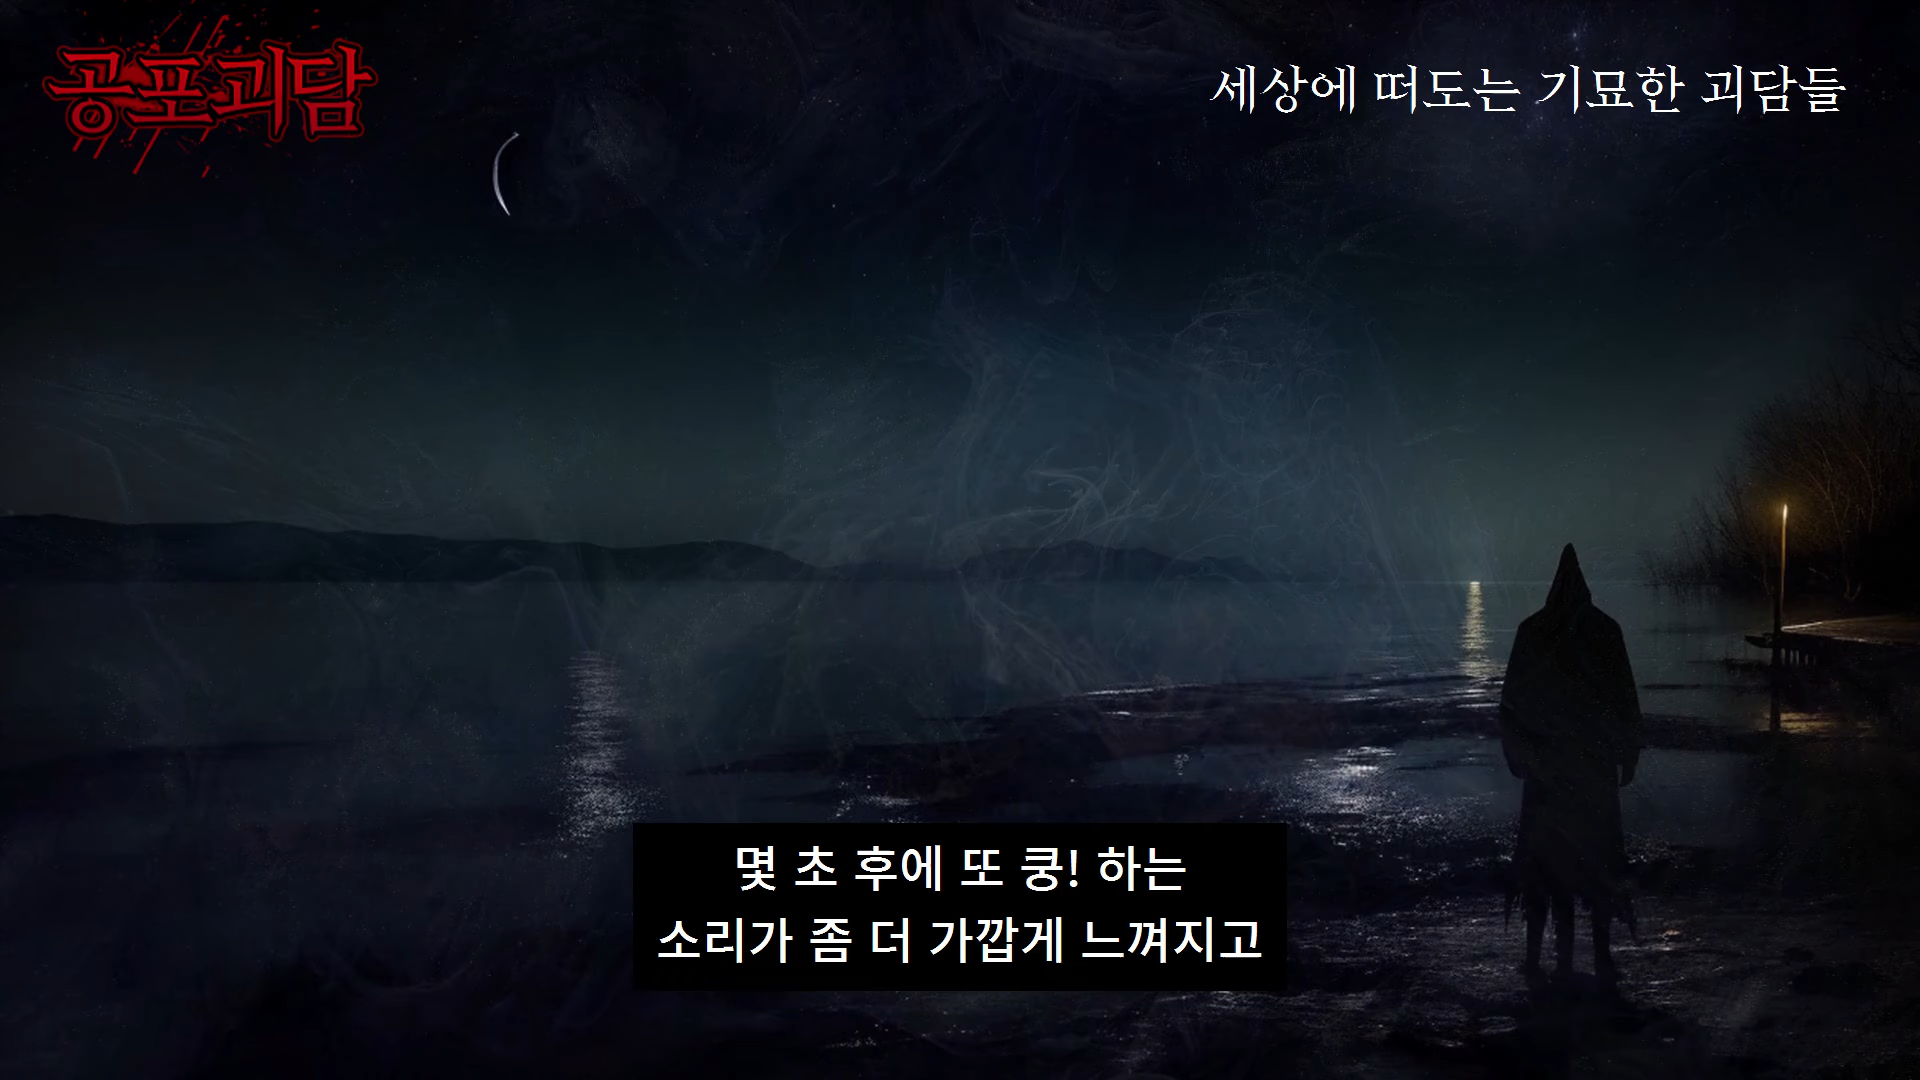 공포괴담
세상에 떠도는 기묘한 괴담들
몇 초 후에 또 쿵! 하는
소리가 좀 더 가깝게 느껴지고